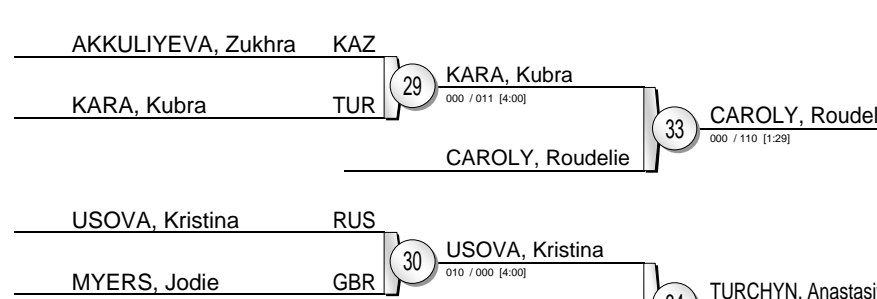 AKKULIYEVA, Zukhra KAZ
29
KARA, Kubra
000 / 011 [4:00]
KARA, Kubra TUR
33
CAROLY, Roudel
000 / 110 [1:29]
CAROLY, Roudelie
USOVA, Kristina RUS
30
USOVA, Kristina
010 / 000 [4:00]
MYERS, Jodie GBR
TURCHYN, Anastasi